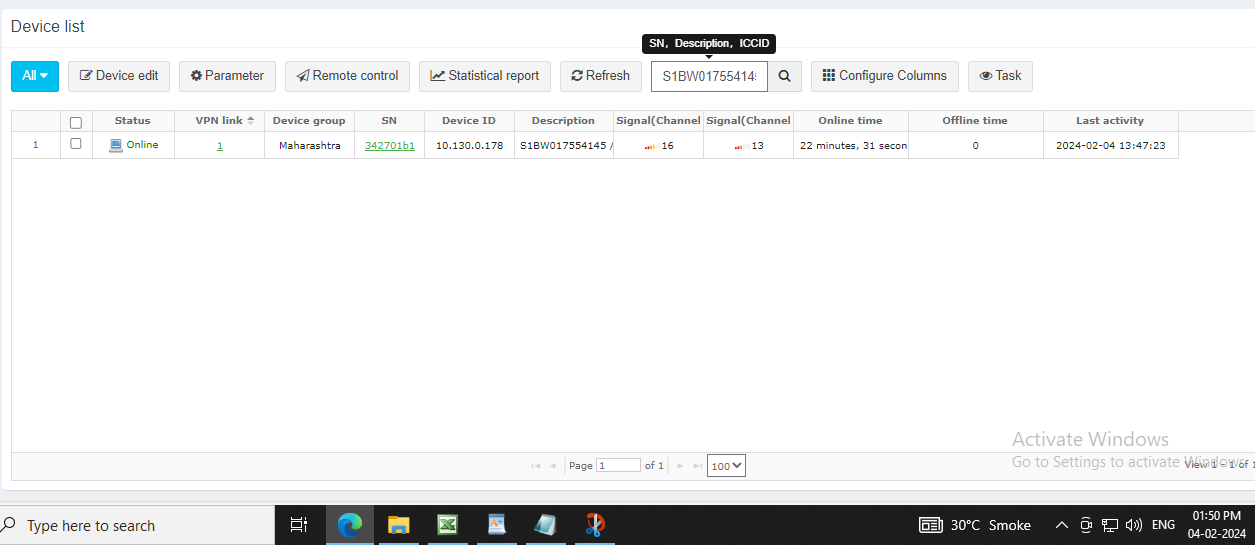 Device list
SN, Description, ICCID
All Device edit Parameter Remote control Statistical report Refresh S1BW01755414 Configure Columns Task
Status VPN link Device group SN Device ID Description Signal(Channel Signal(Channel Online time Offline time Last activity
1 Online 1 Maharashtra 342701b1 10.130.0.178 S1BW017554145 / 16 13 22 minutes, 31 secon 0 2024-02-04 13:47:23
Activate Windows
Go to Settings to activate Windows.
Page 1 of 1 100 View 1 - 1 of 1
Type here to search 30°C Smoke ENG 01:50 PM
04-02-2024